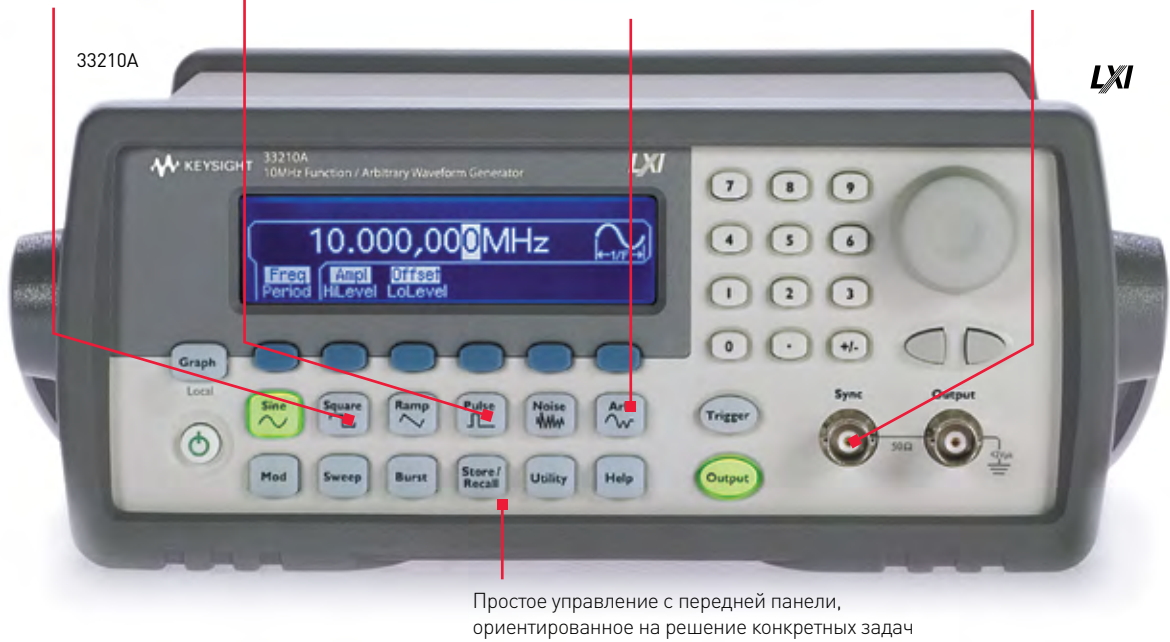 33210A
LXI
KEYSIGHT
33210A
10MHz Function / Arbitrary Waveform Generator
LXI
10.000,000MHz
←1/F→
Freq Ampl Offset
Period HiLevel LoLevel
7 8 9
4 5 6
1 2 3
0 . +/-
Graph
Local
Sine Square Ramp Pulse Noise Arb
Trigger
Sync Output
50Ω
Mod Sweep Burst Store/ Utility Help
Recall
Output
Простое управление с передней панели,
ориентированное на решение конкретных задач